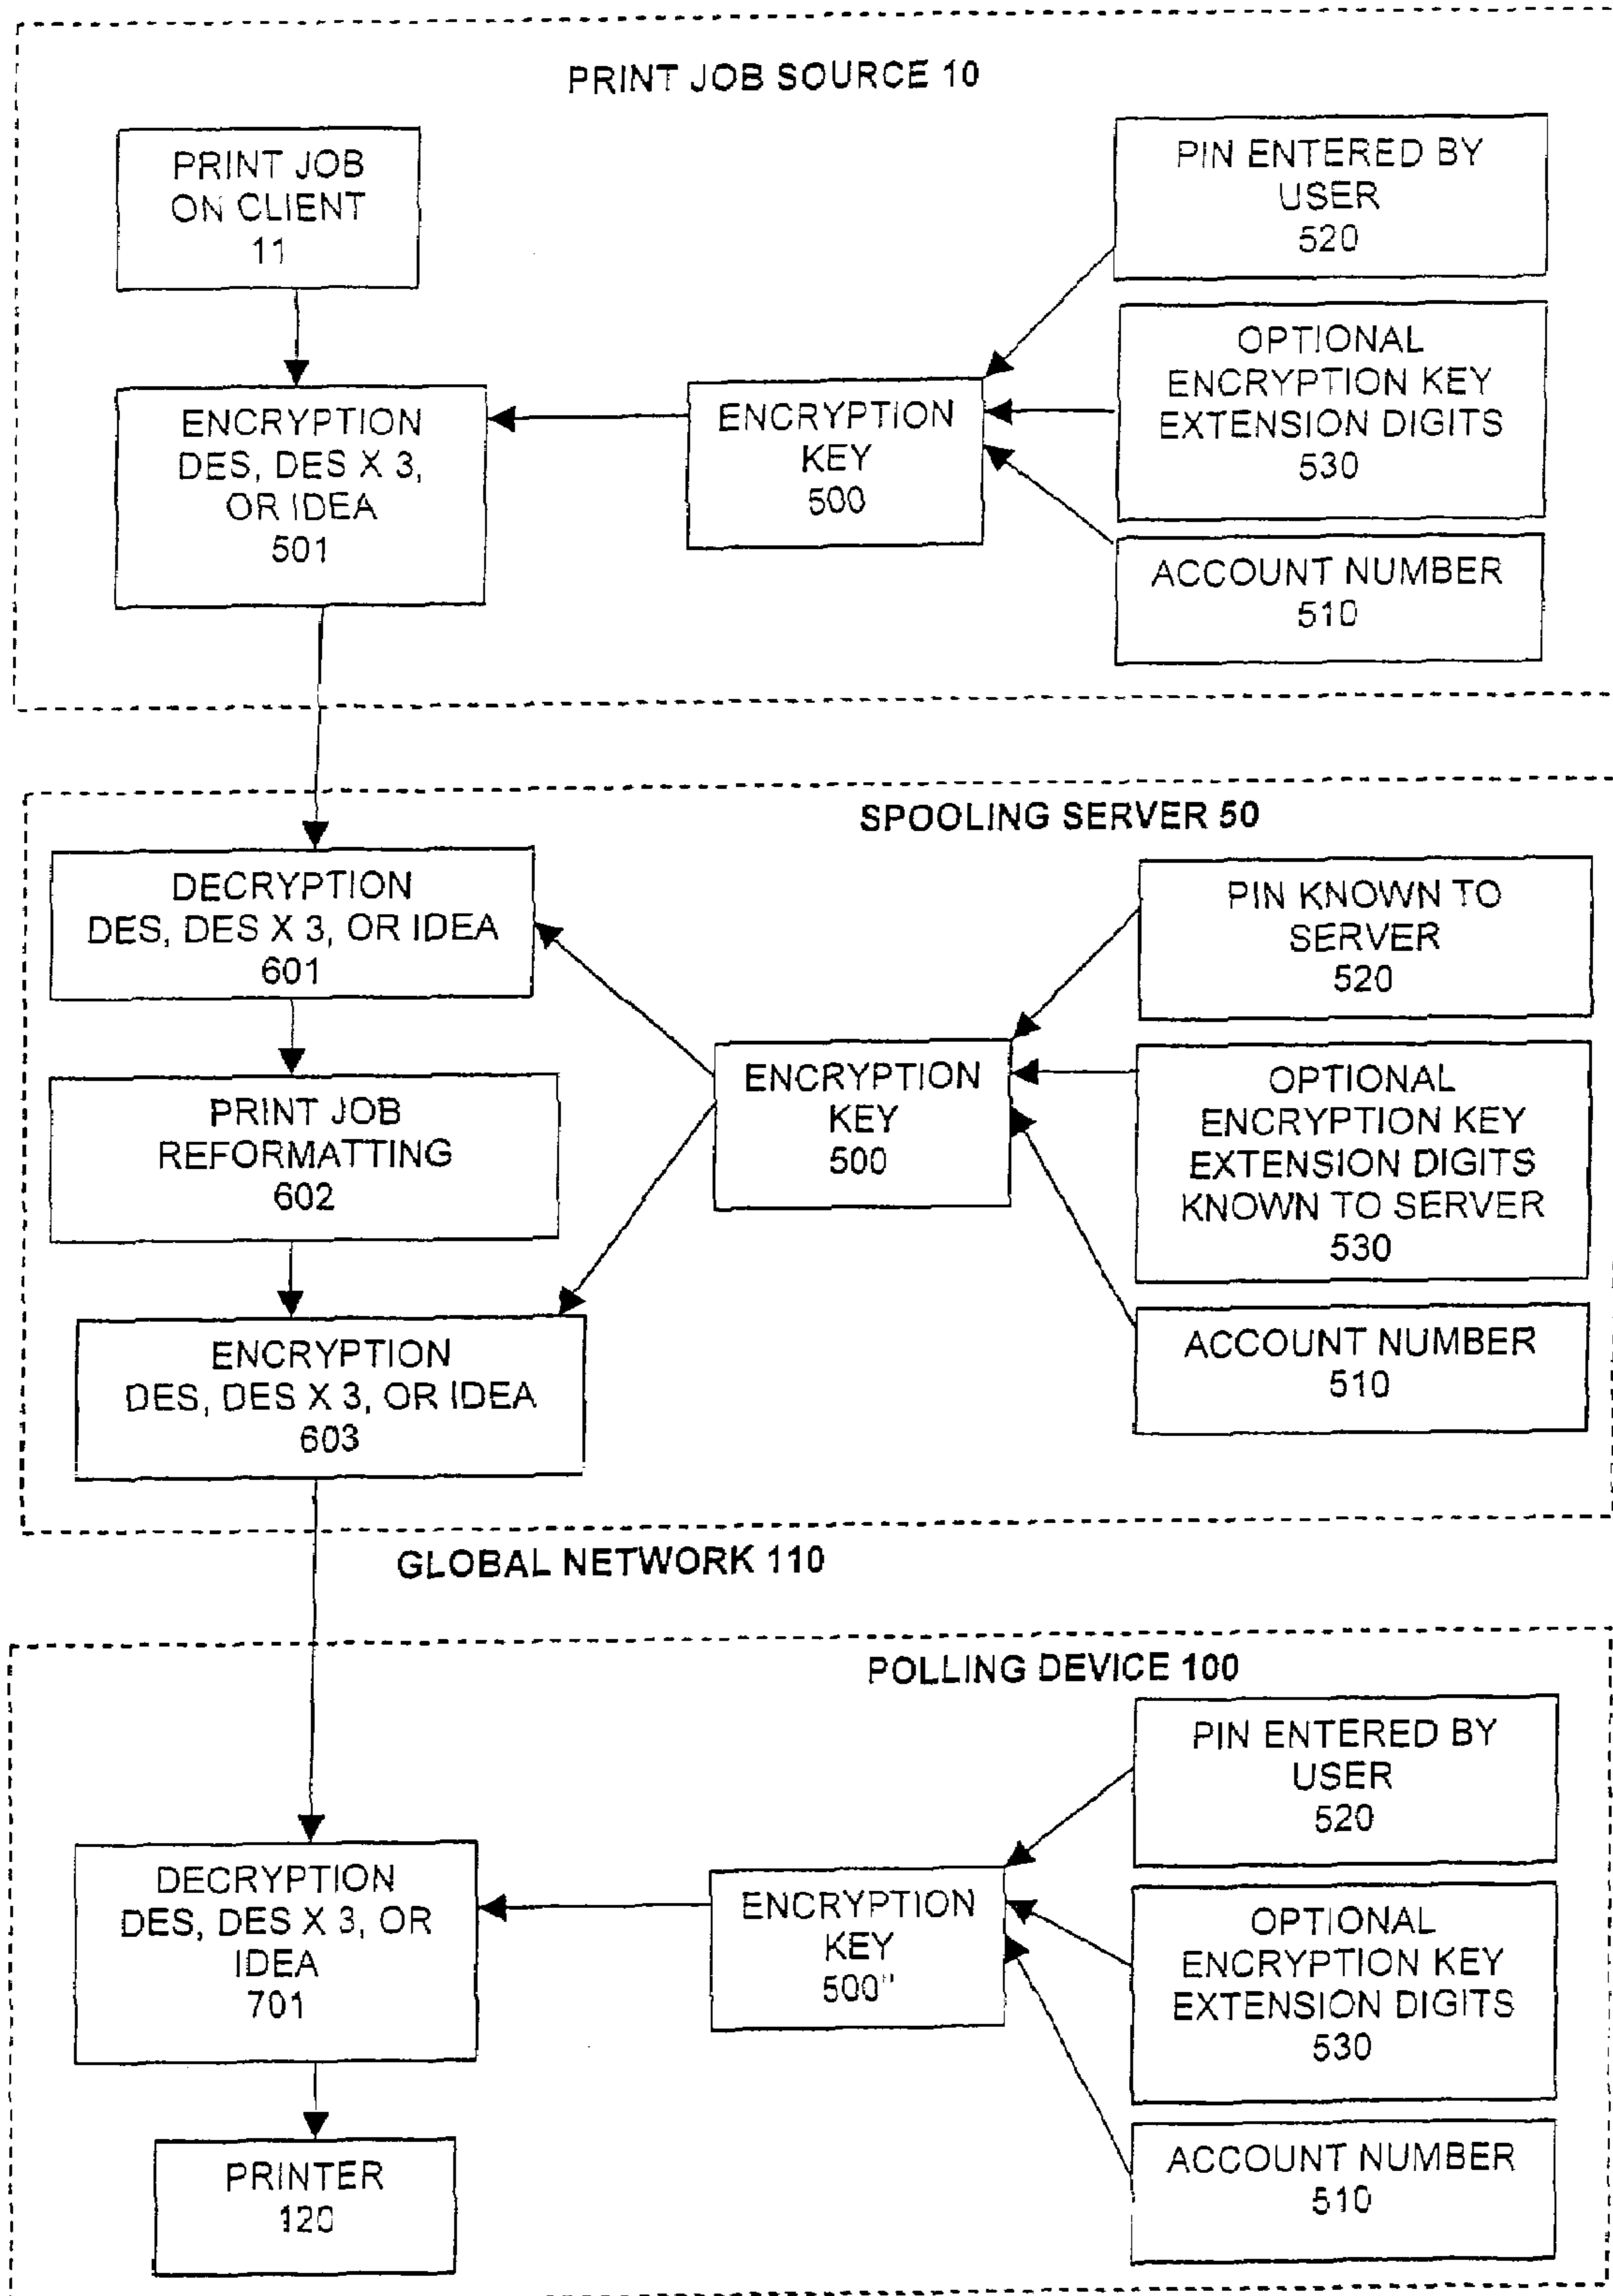 PRINT JOB SOURCE 10
PRINT JOB
ON CLIENT
11
PIN ENTERED BY
USER
520
OPTIONAL
ENCRYPTION KEY
EXTENSION DIGITS
530
ENCRYPTION
DES, DES X 3,
OR IDEA
501
ENCRYPTION
KEY
500
ACCOUNT NUMBER
510
SPOOLING SERVER 50
DECRYPTION
DES, DES X 3, OR IDEA
601
PIN KNOWN TO
SERVER
520
PRINT JOB
REFORMATTING
602
ENCRYPTION
KEY
500
OPTIONAL
ENCRYPTION KEY
EXTENSION DIGITS
KNOWN TO SERVER
530
ENCRYPTION
DES, DES X 3, OR IDEA
603
ACCOUNT NUMBER
510
GLOBAL NETWORK 110
POLLING DEVICE 100
PIN ENTERED BY
USER
520
DECRYPTION
DES, DES X 3, OR
IDEA
701
ENCRYPTION
KEY
500"
OPTIONAL
ENCRYPTION KEY
EXTENSION DIGITS
530
PRINTER
120
ACCOUNT NUMBER
510